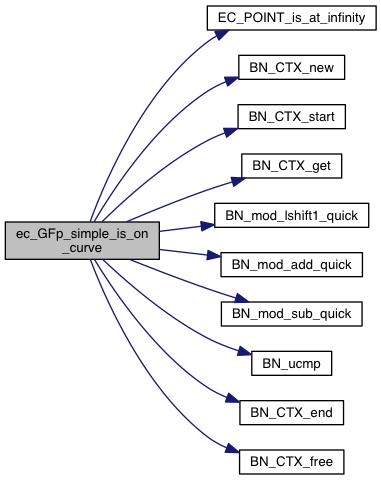 EC_POINT_is_at_infinity
BN_CTX_new
BN_CTX_start
BN_CTX_get
ec_GFp_simple_is_on
_curve
BN_mod_lshift1_quick
BN_mod_add_quick
BN_mod_sub_quick
BN_ucmp
BN_CTX_end
BN_CTX_free